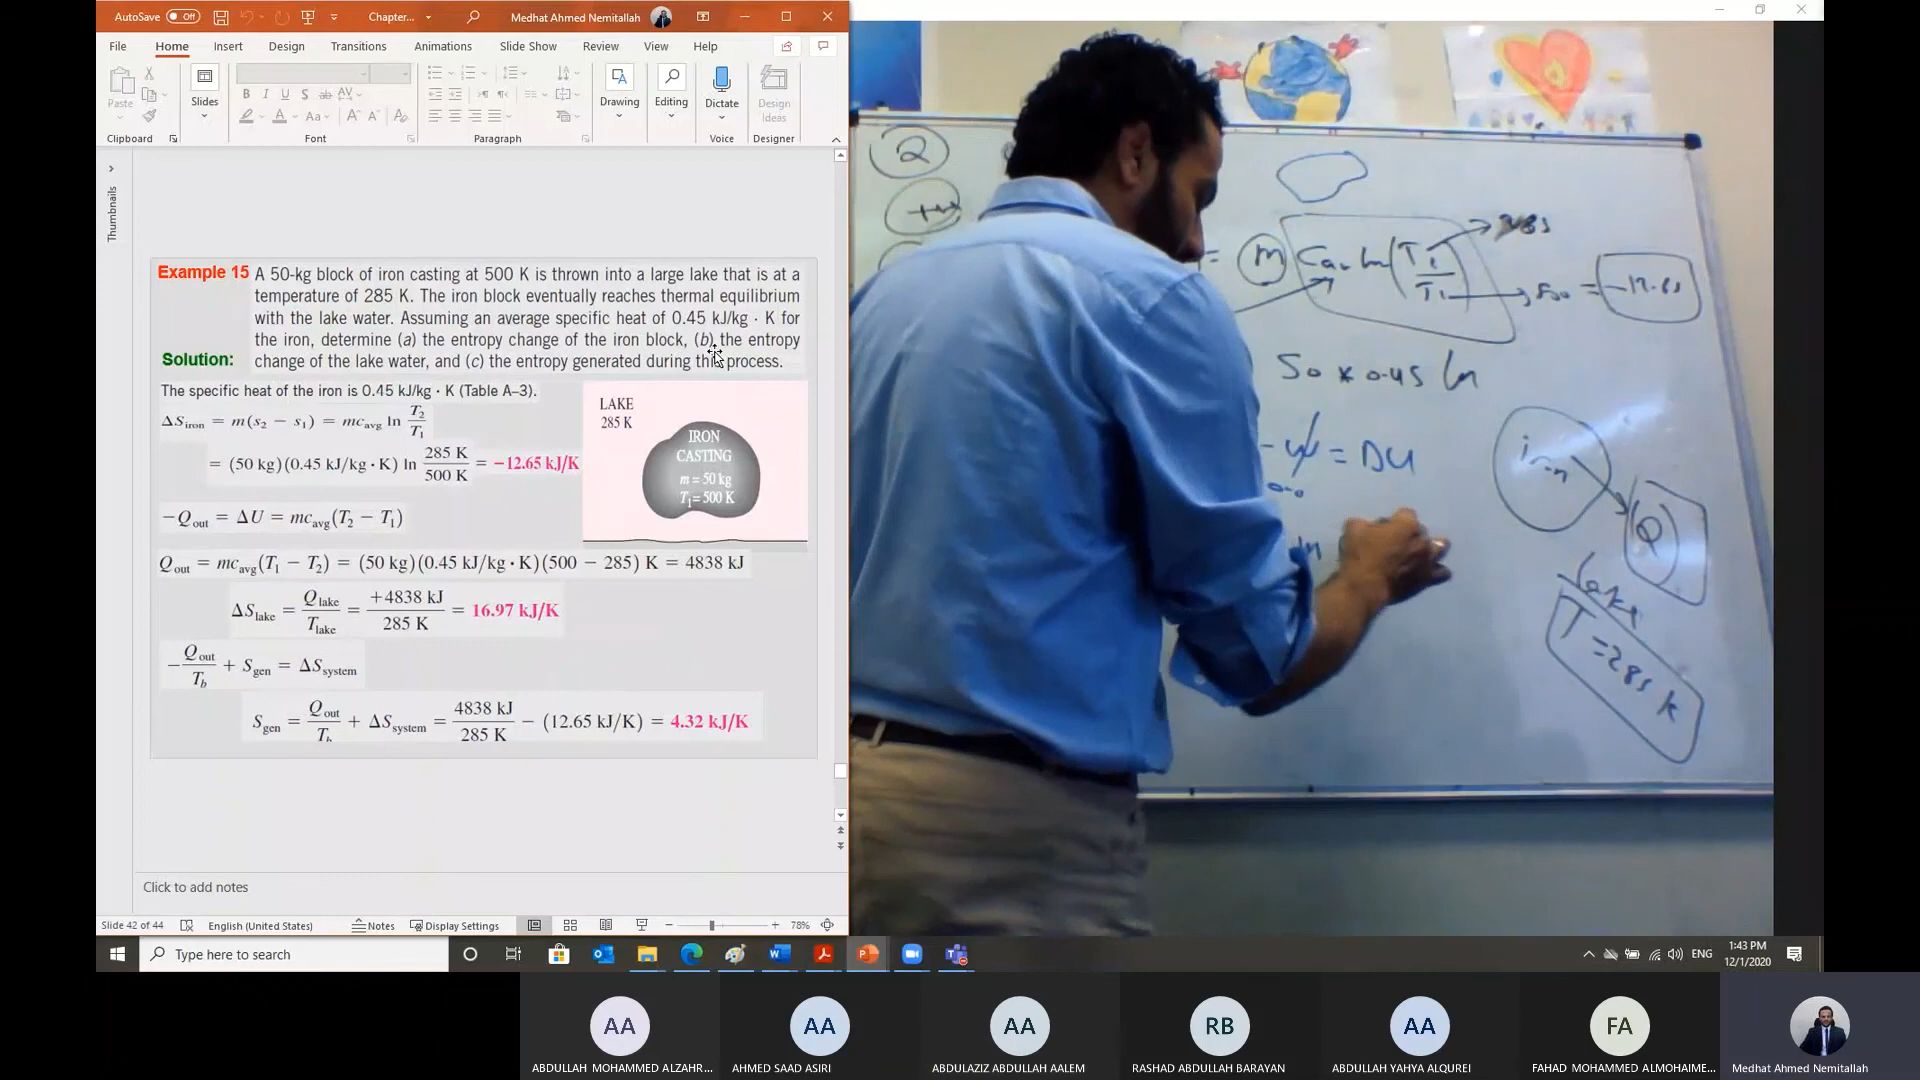 AutoSave Off Chapter... Medhat Ahmed Nemitallah
File Home Insert Design Transitions Animations Slide Show Review View Help
Paste Slides Drawing Editing Dictate Design Ideas
B I U S ab AV
Aa
Clipboard Font Paragraph Voice Designer
Thumbnails
Example 15 A 50-kg block of iron casting at 500 K is thrown into a large lake that is at a
temperature of 285 K. The iron block eventually reaches thermal equilibrium
with the lake water. Assuming an average specific heat of 0.45 kJ/kg · K for
the iron, determine (a) the entropy change of the iron block, (b) the entropy
Solution: change of the lake water, and (c) the entropy generated during this process.
The specific heat of the iron is 0.45 kJ/kg · K (Table A–3).
ΔS_iron = m(s₂ − s₁) = mc_avg ln T₂/T₁
= (50 kg)(0.45 kJ/kg · K) ln 285 K/500 K = −12.65 kJ/K
LAKE
285 K
IRON
CASTING
m = 50 kg
T₁ = 500 K
−Q_out = ΔU = mc_avg(T₂ − T₁)
Q_out = mc_avg(T₁ − T₂) = (50 kg)(0.45 kJ/kg · K)(500 − 285) K = 4838 kJ
ΔS_lake = Q_lake/T_lake = +4838 kJ/285 K = 16.97 kJ/K
−Q_out/T_b + S_gen = ΔS_system
S_gen = Q_out/T_b + ΔS_system = 4838 kJ/285 K − (12.65 kJ/K) = 4.32 kJ/K
Click to add notes
Slide 42 of 44 English (United States) Notes Display Settings 78%
2
= m Cav ln
50 * 0.45 ln
= ΔU
iron
Q
lake
T = 285 K
Type here to search
ENG 1:43 PM
12/1/2020
AA AA AA RB AA FA
ABDULLAH MOHAMMED ALZAHR... AHMED SAAD ASIRI ABDULAZIZ ABDULLAH AALEM RASHAD ABDULLAH BARAYAN ABDULLAH YAHYA ALQUREI FAHAD MOHAMMED ALMOHAIME... Medhat Ahmed Nemitallah